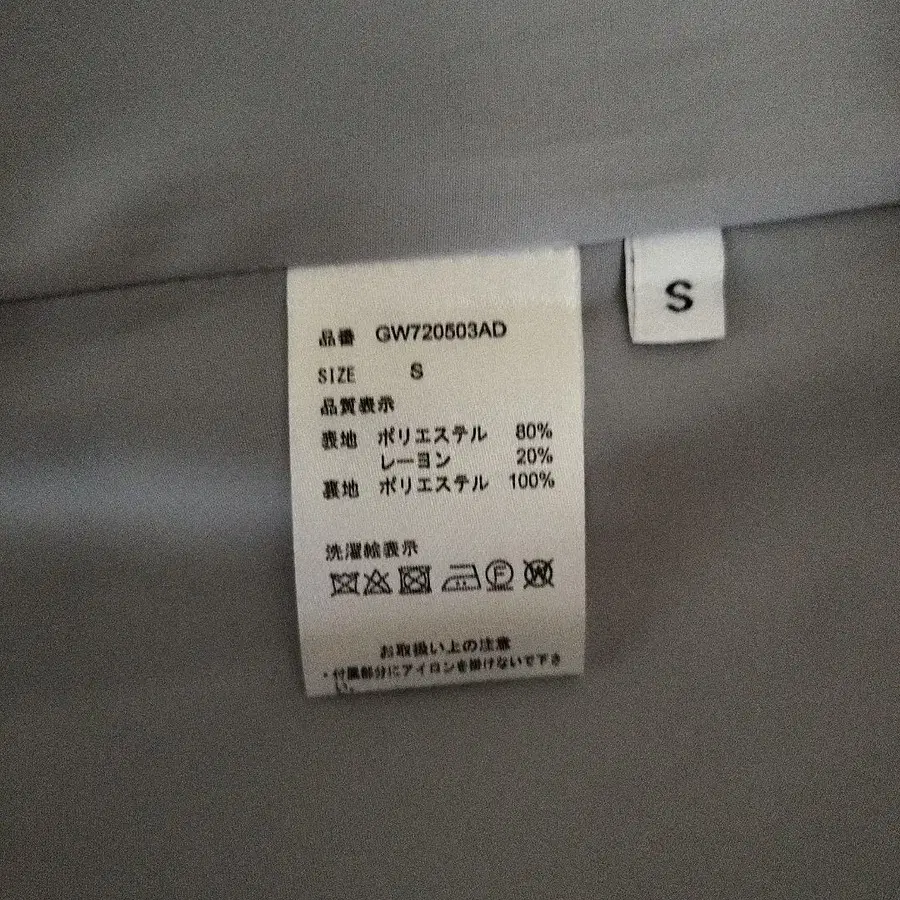 品番 GW720503AD
SIZE S
品質表示
表地 ポリエステル 80%
レーヨン 20%
裏地 ポリエステル 100%
洗濯絵表示
F W
お取扱い上の注意
・付属部分にアイロンを掛けないで下さ
い。
S